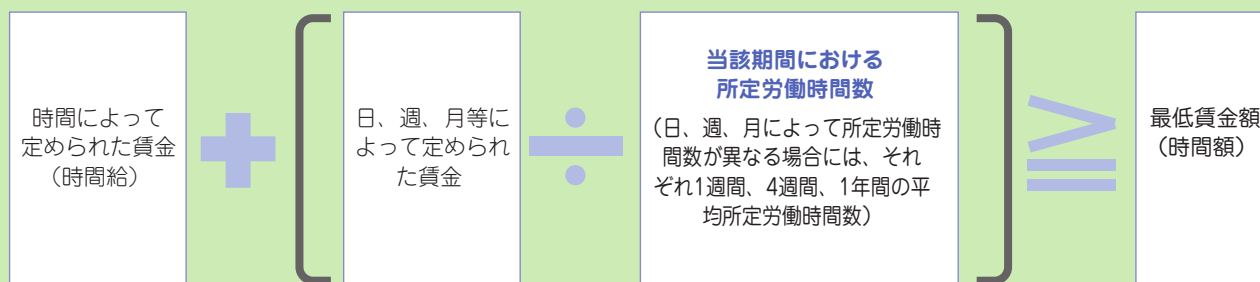 時間によって
定められた賃金
（時間給）
日、週、月等に
よって定められ
た賃金
当該期間における
所定労働時間数
（日、週、月によって所定労働時
間数が異なる場合には、それ
ぞれ1週間、4週間、1年間の平
均所定労働時間数）
≧
最低賃金額
（時間額）